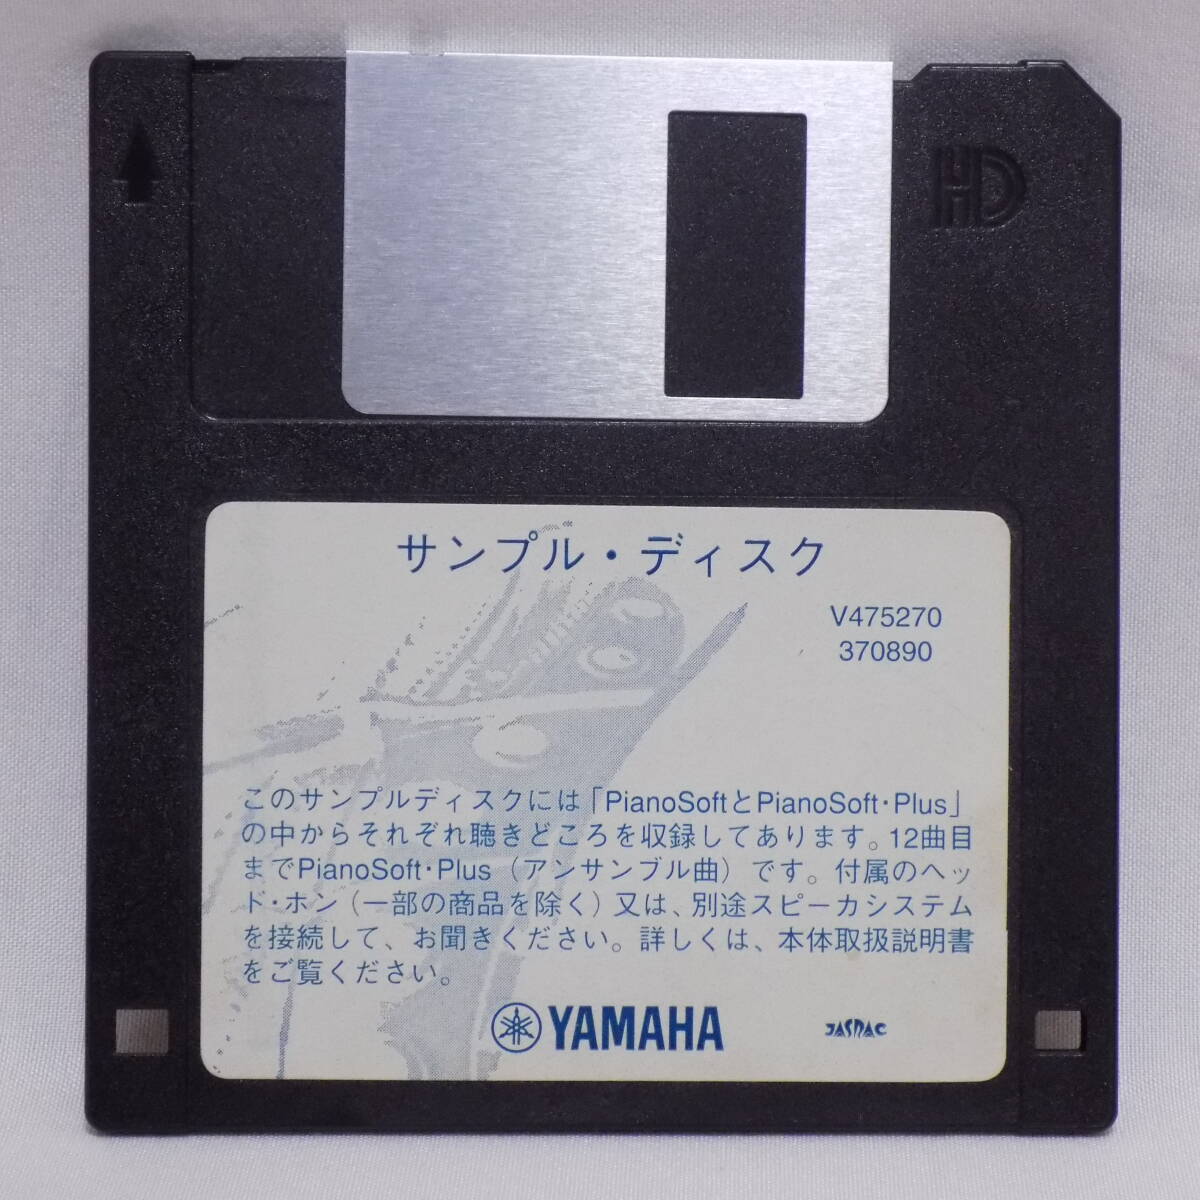 HD
サンプル・ディスク
V475270
370890
このサンプルディスクには「PianoSoftとPianoSoft・Plus」
の中からそれぞれ聴きどころを収録してあります。12曲目
までPianoSoft・Plus（アンサンブル曲）です。付属のヘッ
ド・ホン（一部の商品を除く）又は、別途スピーカシステム
を接続して、お聞きください。詳しくは、本体取扱説明書
をご覧ください。
YAMAHA
JASRAC